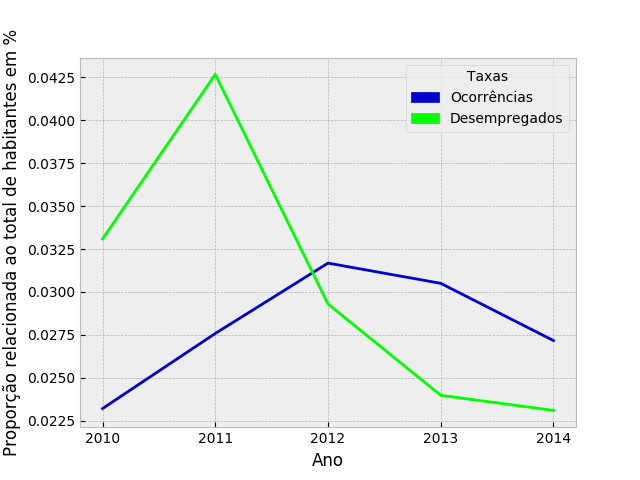 Proporção relacionada ao total de habitantes em %
0.0425
0.0400
0.0375
0.0350
0.0325
0.0300
0.0275
0.0250
0.0225
Taxas
Ocorrências
Desempregados
2010 2011 2012 2013 2014
Ano